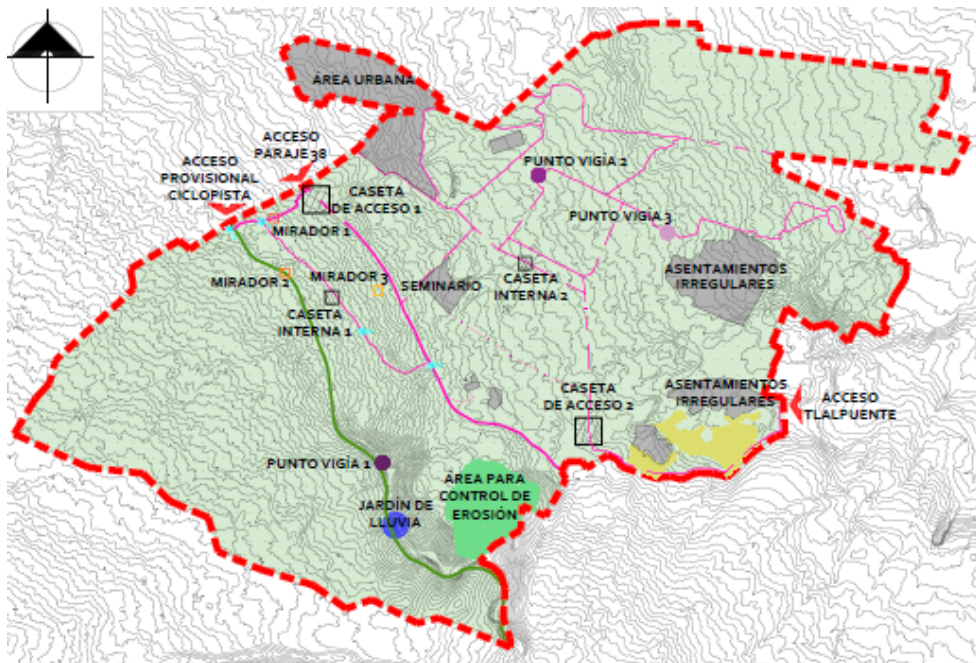 ÁREA URBANA
ACCESO
PARAJE 38
ACCESO
PROVISIONAL
CICLOPISTA
CASETA
DE ACCESO 1
PUNTO VIGÍA 2
MIRADOR 1
PUNTO VIGÍA 3
MIRADOR 2
MIRADOR 3
SEMINARIO
CASETA
INTERNA 2
ASENTAMIENTOS
IRREGULARES
CASETA
INTERNA 1
CASETA
DE ACCESO 2
ASENTAMIENTOS
IRREGULARES
ACCESO
TLALPUENTE
PUNTO VIGÍA 1
ÁREA PARA
CONTROL DE
EROSIÓN
JARDÍN DE
LLUVIA